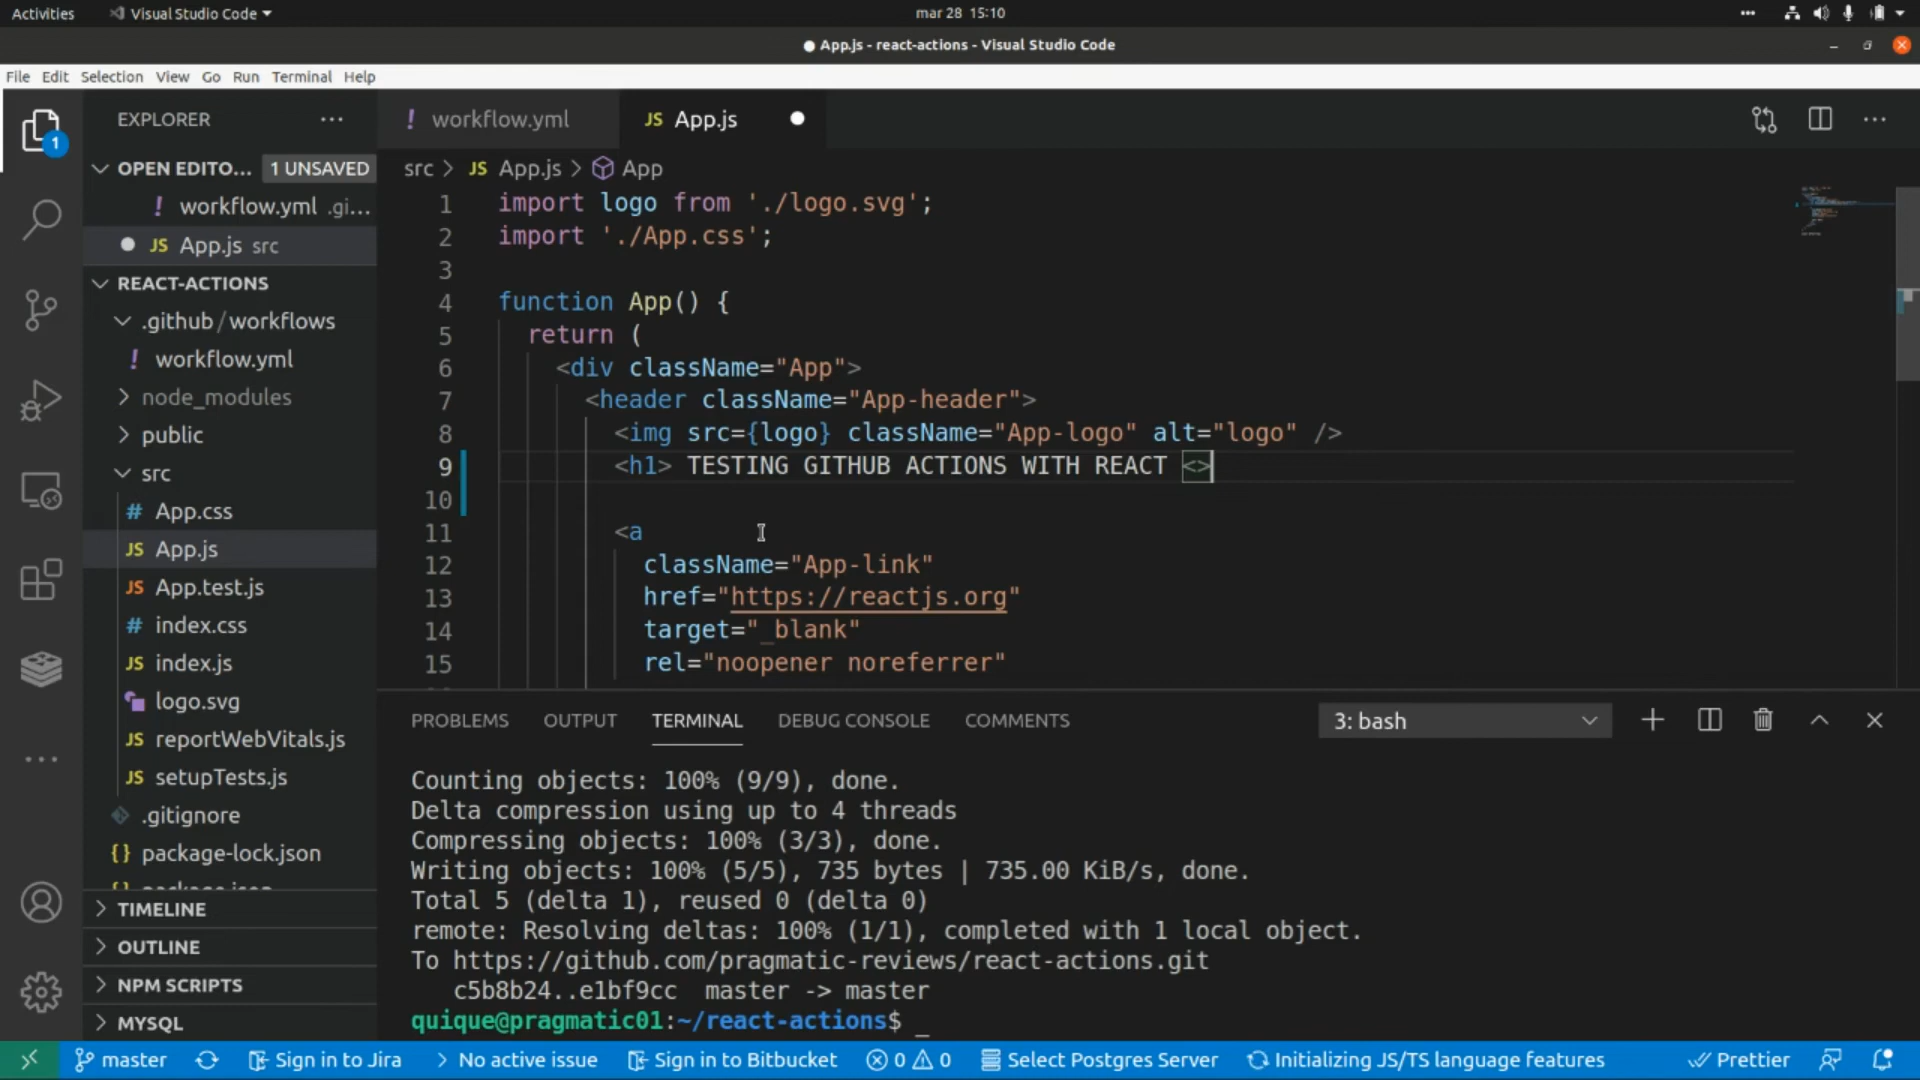 Activities
Visual Studio Code
mar 28 15:10
App.js - react-actions - Visual Studio Code
File Edit Selection View Go Run Terminal Help
EXPLORER
OPEN EDITO... 1 UNSAVED
! workflow.yml .gi...
JS App.js src
REACT-ACTIONS
.github/workflows
! workflow.yml
node_modules
public
src
# App.css
JS App.js
JS App.test.js
# index.css
JS index.js
logo.svg
JS reportWebVitals.js
JS setupTests.js
.gitignore
{} package-lock.json
{} package.json
TIMELINE
OUTLINE
NPM SCRIPTS
MYSQL
1
! workflow.yml
JS App.js
src > JS App.js > App
1 import logo from './logo.svg';
2 import './App.css';
3
4 function App() {
5 return (
6 <div className="App">
7 <header className="App-header">
8 <img src={logo} className="App-logo" alt="logo" />
9 <h1> TESTING GITHUB ACTIONS WITH REACT <>
10
11 <a
12 className="App-link"
13 href="https://reactjs.org"
14 target="_blank"
15 rel="noopener noreferrer"
PROBLEMS OUTPUT TERMINAL DEBUG CONSOLE COMMENTS
3: bash
Counting objects: 100% (9/9), done.
Delta compression using up to 4 threads
Compressing objects: 100% (3/3), done.
Writing objects: 100% (5/5), 735 bytes | 735.00 KiB/s, done.
Total 5 (delta 1), reused 0 (delta 0)
remote: Resolving deltas: 100% (1/1), completed with 1 local object.
To https://github.com/pragmatic-reviews/react-actions.git
c5b8b24..e1bf9cc master -> master
quique@pragmatic01:~/react-actions$ _
master Sign in to Jira No active issue Sign in to Bitbucket 0 0 Select Postgres Server Initializing JS/TS language features Prettier